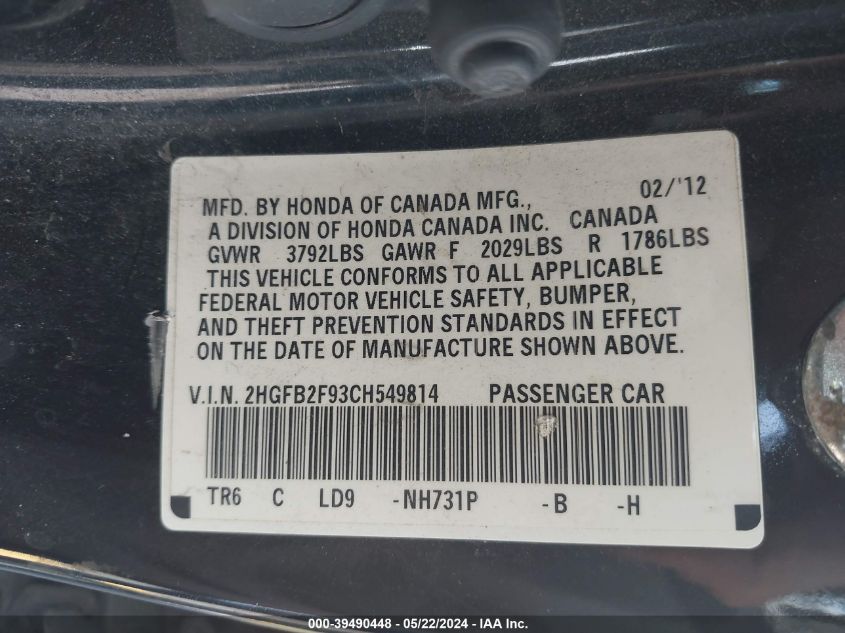 02/'12
MFD. BY HONDA OF CANADA MFG.,
A DIVISION OF HONDA CANADA INC. CANADA
GVWR 3792LBS GAWR F 2029LBS R 1786LBS
THIS VEHICLE CONFORMS TO ALL APPLICABLE
FEDERAL MOTOR VEHICLE SAFETY, BUMPER,
AND THEFT PREVENTION STANDARDS IN EFFECT
ON THE DATE OF MANUFACTURE SHOWN ABOVE.
V.I.N. 2HGFB2F93CH549814 PASSENGER CAR
TR6 C LD9 -NH731P -B -H
000-39490448 - 05/22/2024 - IAA Inc.